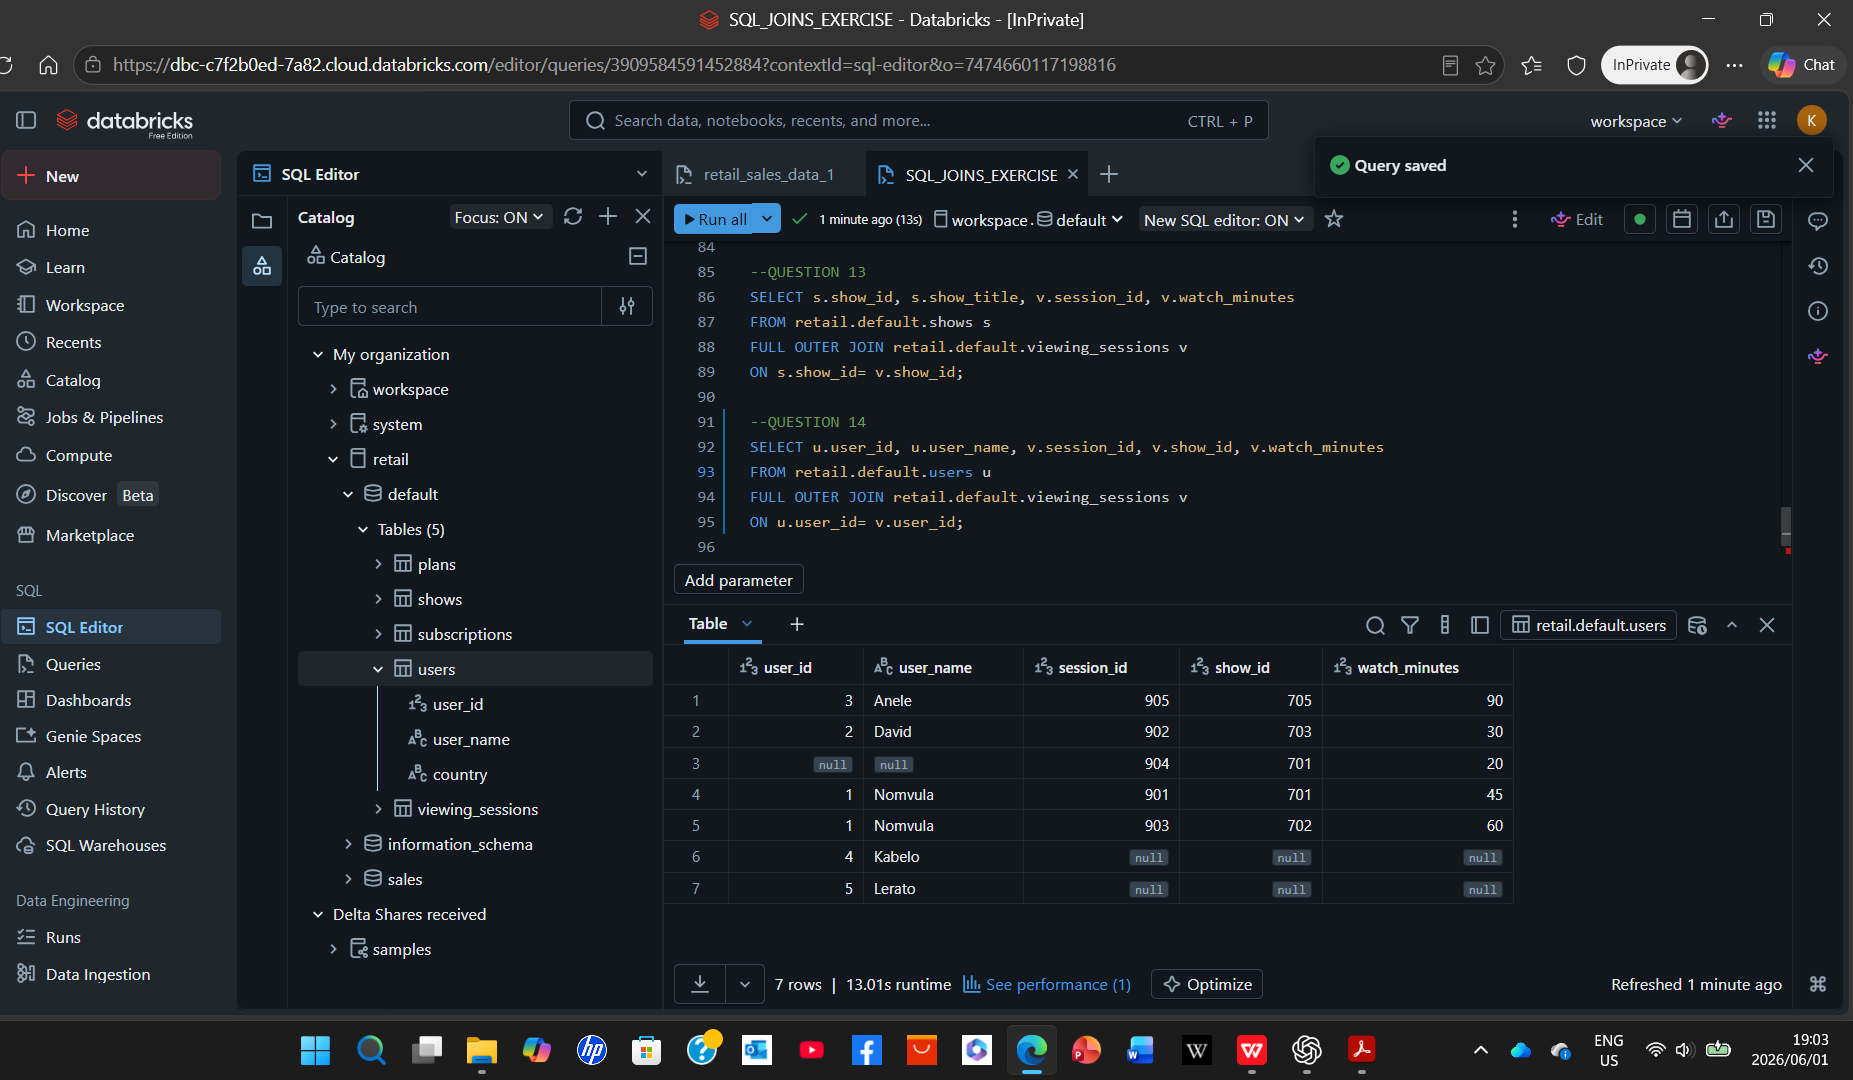 SQL_JOINS_EXERCISE - Databricks - [InPrivate]
https://dbc-c7f2b0ed-7a82.cloud.databricks.com/editor/queries/3909584591452884?contextId=sql-editor&o=7474660117198816
InPrivate
Chat
databricks
Free Edition
Search data, notebooks, recents, and more...
CTRL + P
workspace
K
Query saved
New
Home
Learn
Workspace
Recents
Catalog
Jobs & Pipelines
Compute
Discover Beta
Marketplace
SQL
SQL Editor
Queries
Dashboards
Genie Spaces
Alerts
Query History
SQL Warehouses
Data Engineering
Runs
Data Ingestion
SQL Editor
Catalog
Focus: ON
Catalog
Type to search
My organization
workspace
system
retail
default
Tables (5)
plans
shows
subscriptions
users
user_id
user_name
country
viewing_sessions
information_schema
sales
Delta Shares received
samples
retail_sales_data_1
SQL_JOINS_EXERCISE
Run all
1 minute ago (13s)
workspace. default
New SQL editor: ON
Edit
84
85 --QUESTION 13
86 SELECT s.show_id, s.show_title, v.session_id, v.watch_minutes
87 FROM retail.default.shows s
88 FULL OUTER JOIN retail.default.viewing_sessions v
89 ON s.show_id= v.show_id;
90
91 --QUESTION 14
92 SELECT u.user_id, u.user_name, v.session_id, v.show_id, v.watch_minutes
93 FROM retail.default.users u
94 FULL OUTER JOIN retail.default.viewing_sessions v
95 ON u.user_id= v.user_id;
96
Add parameter
Table
retail.default.users
user_id user_name session_id show_id watch_minutes
1 3 Anele 905 705 90
2 2 David 902 703 30
3 null null 904 701 20
4 1 Nomvula 901 701 45
5 1 Nomvula 903 702 60
6 4 Kabelo null null null
7 5 Lerato null null null
7 rows | 13.01s runtime
See performance (1)
Optimize
Refreshed 1 minute ago
ENG
US
19:03
2026/06/01